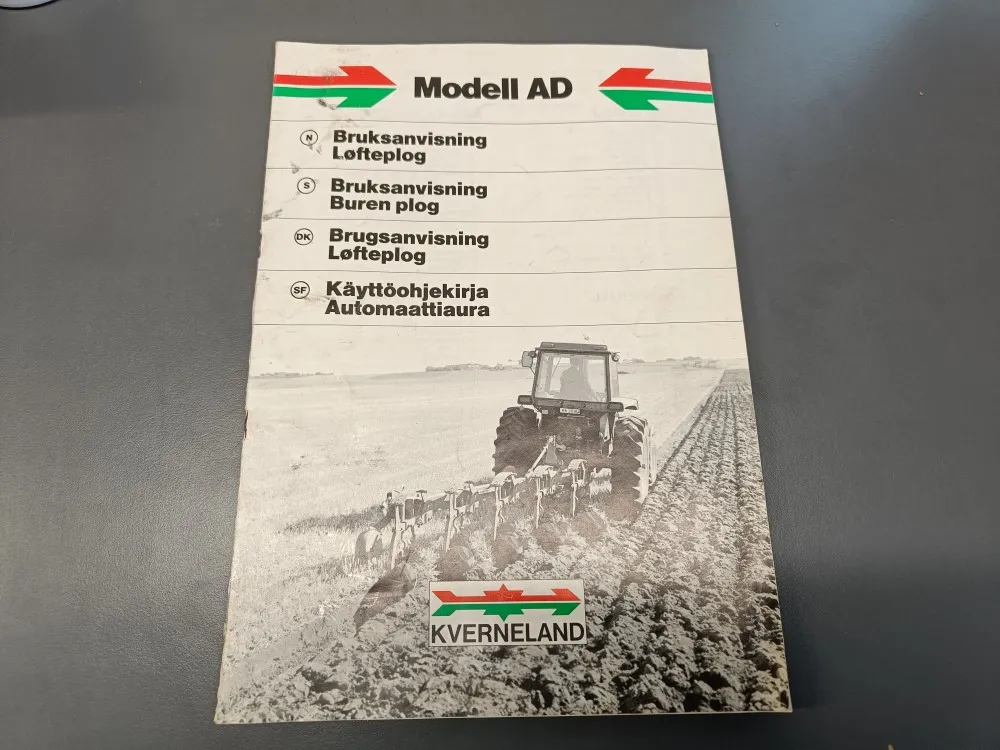 Modell AD
N Bruksanvisning
Løfteplog
S Bruksanvisning
Buren plog
DK Brugsanvisning
Løfteplog
SF Käyttöohjekirja
Automaattiaura
KVERNELAND